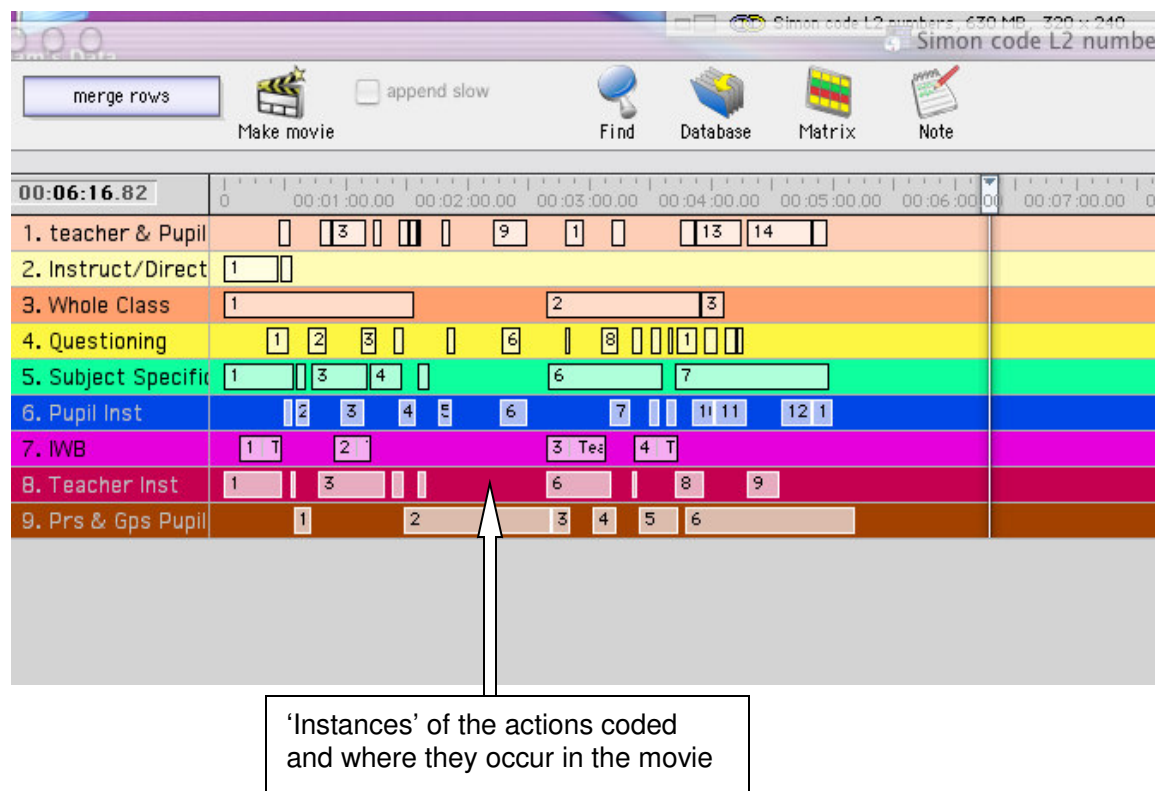 Simon code L2 numbers, 630 MB, 320 x 240
Simon code L2 numbe
merge rows
Make movie
append slow
Find
Database
Matrix
Note
00:06:16.82
0 00:01:00.00 00:02:00.00 00:03:00.00 00:04:00.00 00:05:00.00 00:06:00:00 00:07:00.00 0
1. teacher & Pupil 3 9 1 13 14
2. Instruct/Direct 1
3. Whole Class 1 2 3
4. Questioning 1 2 3 6 8 1
5. Subject Specific 1 3 4 6 7
6. Pupil Inst 2 3 4 5 6 7 11 12 1
7. IWB 1 T 2 3 Tea 4 T
8. Teacher Inst 1 3 6 8 9
9. Prs & Gps Pupil 1 2 3 4 5 6
‘Instances’ of the actions coded
and where they occur in the movie